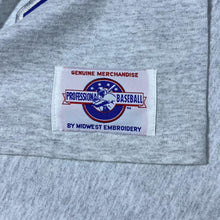 GENUINE MERCHANDISE
PROFESSIONAL BASEBALL
BY MIDWEST EMBROIDERY